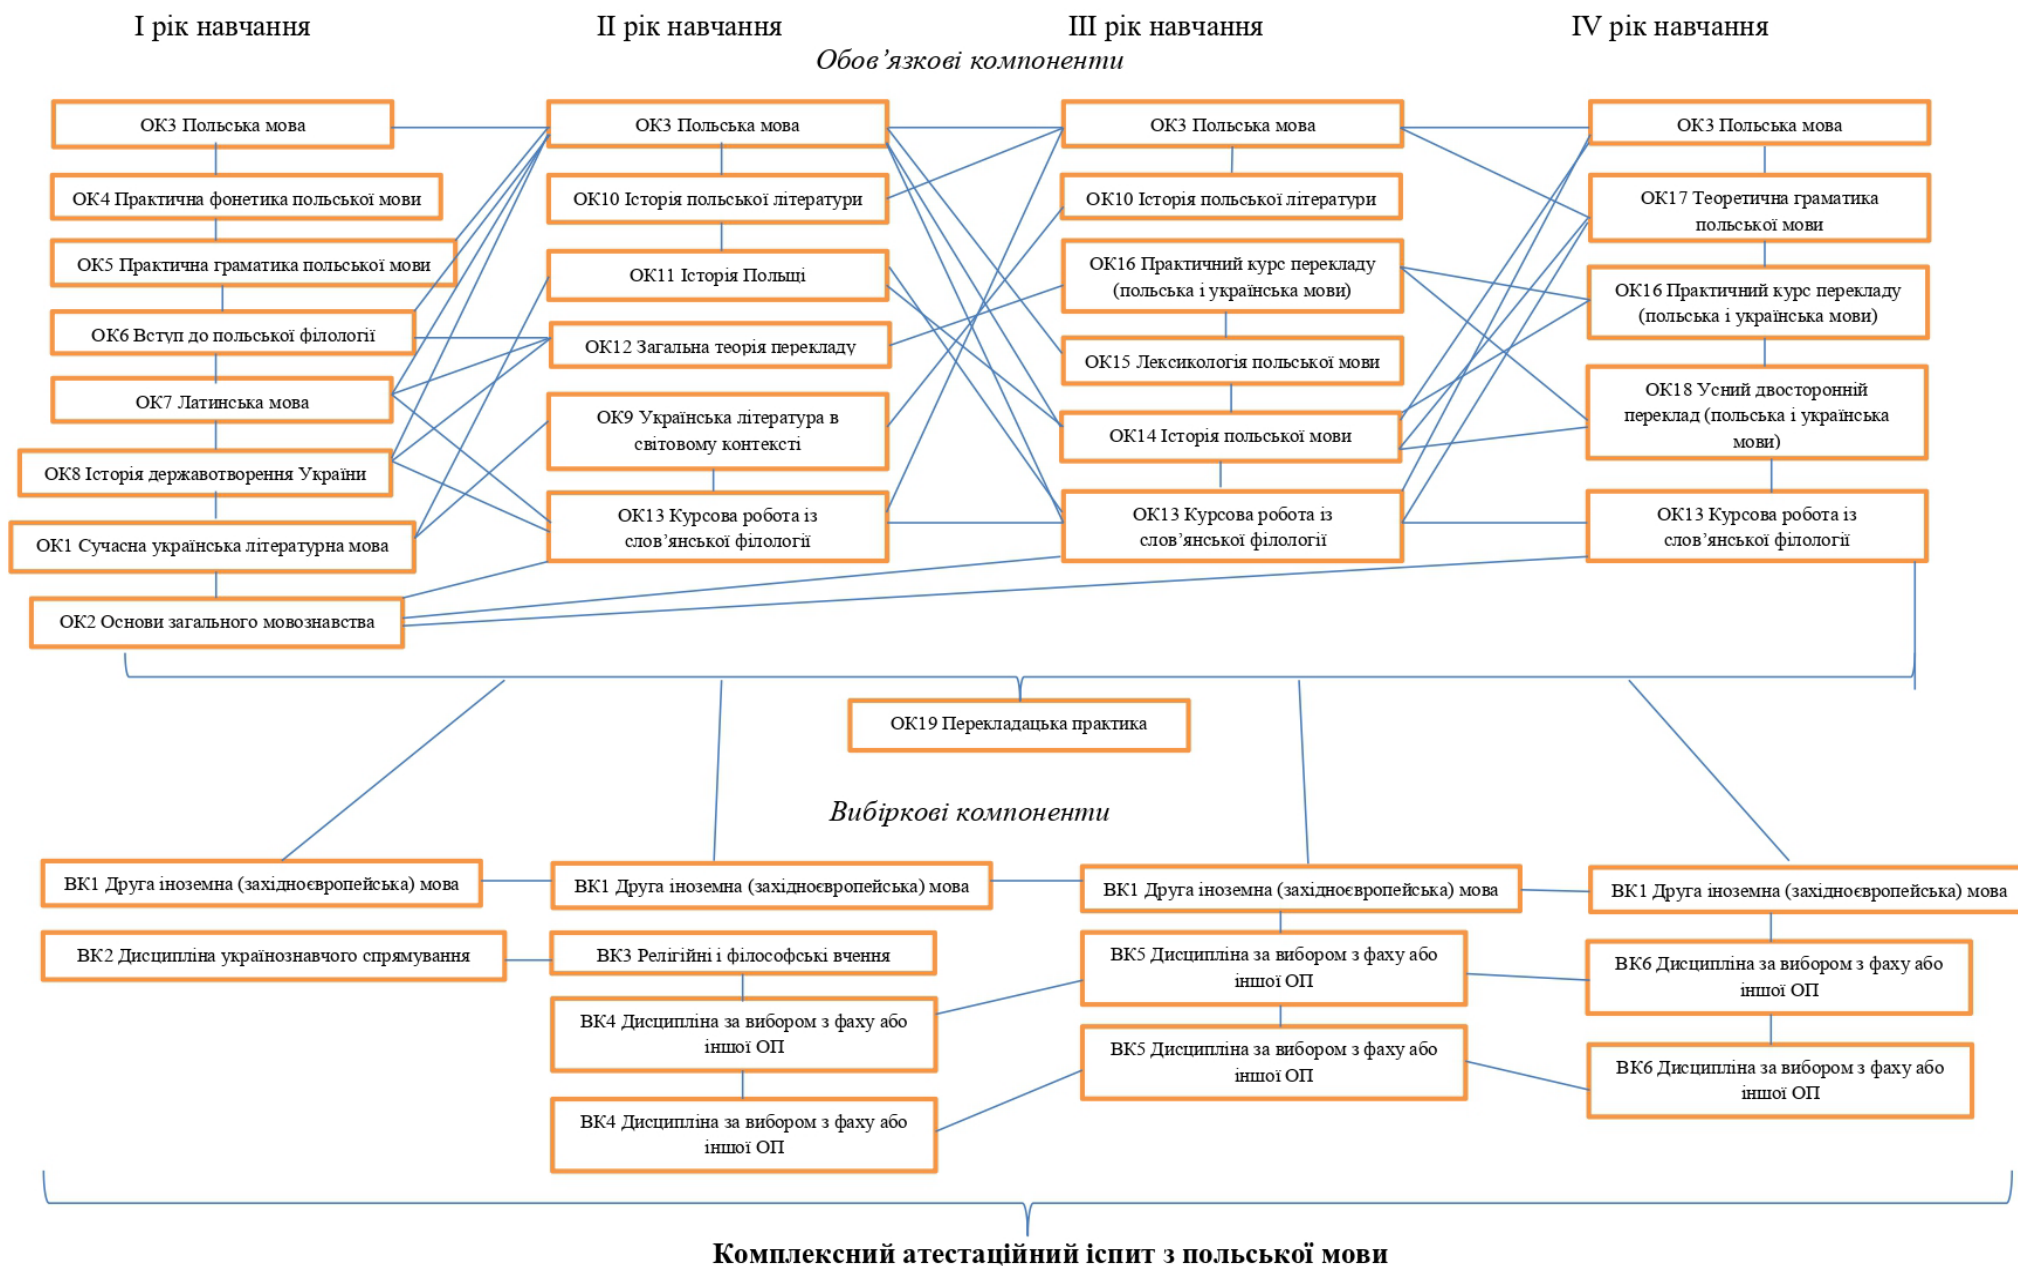 І рік навчання
ІІ рік навчання
ІІІ рік навчання
IV рік навчання
Обов’язкові компоненти
ОК3 Польська мова
ОК4 Практична фонетика польської мови
ОК5 Практична граматика польської мови
ОК6 Вступ до польської філології
ОК7 Латинська мова
ОК8 Історія державотворення України
ОК1 Сучасна українська літературна мова
ОК2 Основи загального мовознавства
ОК3 Польська мова
ОК10 Історія польської літератури
ОК11 Історія Польщі
ОК12 Загальна теорія перекладу
ОК9 Українська література в
світовому контексті
ОК13 Курсова робота із
слов’янської філології
ОК3 Польська мова
ОК10 Історія польської літератури
ОК16 Практичний курс перекладу
(польська і українська мови)
ОК15 Лексикологія польської мови
ОК14 Історія польської мови
ОК13 Курсова робота із
слов’янської філології
ОК3 Польська мова
ОК17 Теоретична граматика
польської мови
ОК16 Практичний курс перекладу
(польська і українська мови)
ОК18 Усний двосторонній
переклад (польська і українська
мови)
ОК13 Курсова робота із
слов’янської філології
ОК19 Перекладацька практика
Вибіркові компоненти
ВК1 Друга іноземна (західноєвропейська) мова
ВК2 Дисципліна українознавчого спрямування
ВК1 Друга іноземна (західноєвропейська) мова
ВК3 Релігійні і філософські вчення
ВК4 Дисципліна за вибором з фаху або
іншої ОП
ВК4 Дисципліна за вибором з фаху або
іншої ОП
ВК1 Друга іноземна (західноєвропейська) мова
ВК5 Дисципліна за вибором з фаху або
іншої ОП
ВК5 Дисципліна за вибором з фаху або
іншої ОП
ВК1 Друга іноземна (західноєвропейська) мова
ВК6 Дисципліна за вибором з фаху або
іншої ОП
ВК6 Дисципліна за вибором з фаху або
іншої ОП
Комплексний атестаційний іспит з польської мови